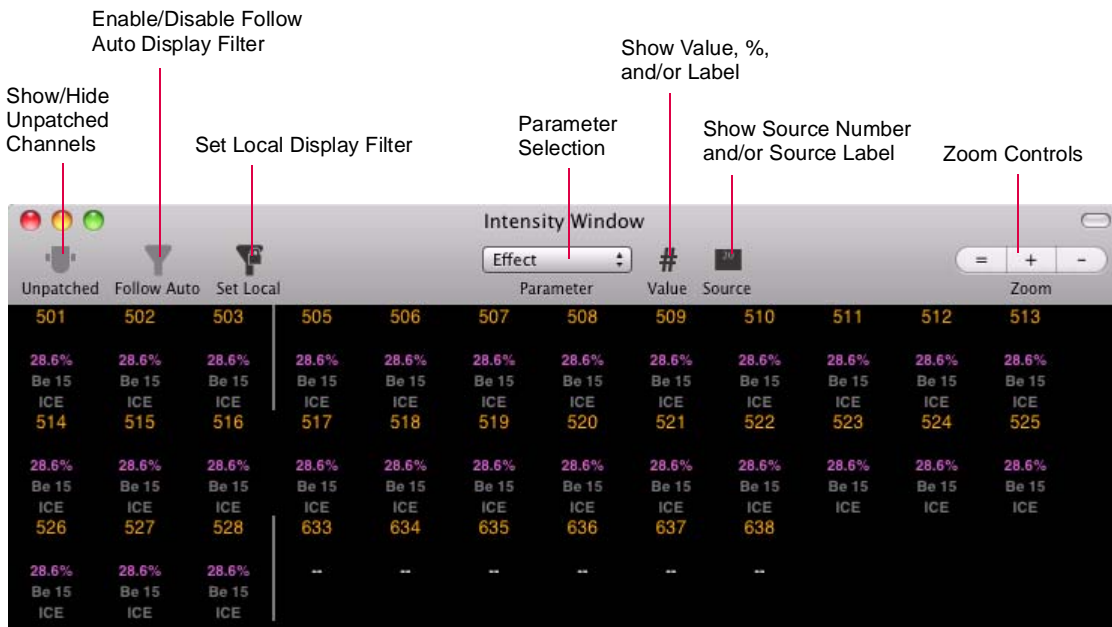 Enable/Disable Follow
Auto Display Filter
Show Value, %,
and/or Label
Show/Hide
Unpatched
Channels
Set Local Display Filter
Parameter
Selection
Show Source Number
and/or Source Label
Zoom Controls
Intensity Window
Effect # = + -
Unpatched Follow Auto Set Local Parameter Value Source Zoom
501 502 503 505 506 507 508 509 510 511 512 513
28.6% 28.6% 28.6% 28.6% 28.6% 28.6% 28.6% 28.6% 28.6% 28.6% 28.6% 28.6%
Be 15 Be 15 Be 15 Be 15 Be 15 Be 15 Be 15 Be 15 Be 15 Be 15 Be 15 Be 15
ICE ICE ICE ICE ICE ICE ICE ICE ICE ICE ICE ICE
514 515 516 517 518 519 520 521 522 523 524 525
28.6% 28.6% 28.6% 28.6% 28.6% 28.6% 28.6% 28.6% 28.6% 28.6% 28.6% 28.6%
Be 15 Be 15 Be 15 Be 15 Be 15 Be 15 Be 15 Be 15 Be 15 Be 15 Be 15 Be 15
ICE ICE ICE ICE ICE ICE ICE ICE ICE ICE ICE ICE
526 527 528 633 634 635 636 637 638
28.6% 28.6% 28.6% -- -- -- -- -- --
Be 15 Be 15 Be 15
ICE ICE ICE